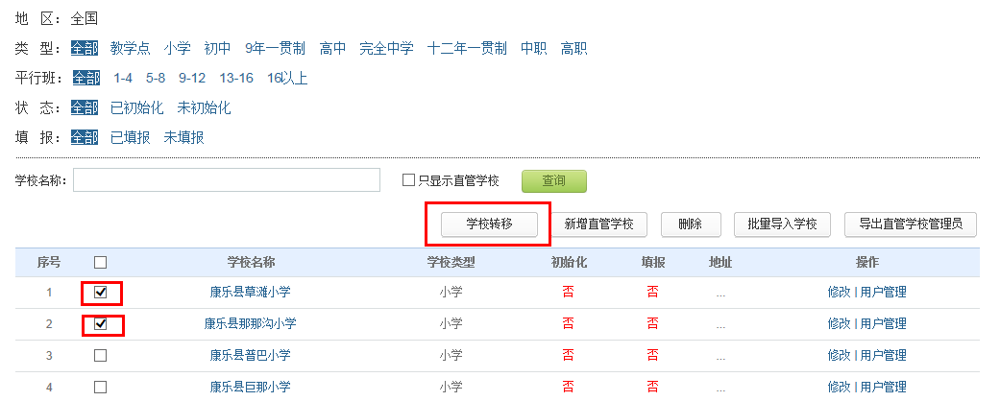 地 区： 全国
类 型： 全部 教学点 小学 初中 9年一贯制 高中 完全中学 十二年一贯制 中职 高职
平行班： 全部 1-4 5-8 9-12 13-16 16以上
状 态： 全部 已初始化 未初始化
填 报： 全部 已填报 未填报
学校名称： 只显示直管学校 查询
学校转移 新增直管学校 删除 批量导入学校 导出直管学校管理员
序号 学校名称 学校类型 初始化 填报 地址 操作
1 康乐县草滩小学 小学 否 否 ... 修改 | 用户管理
2 康乐县那那沟小学 小学 否 否 ... 修改 | 用户管理
3 康乐县普巴小学 小学 否 否 ... 修改 | 用户管理
4 康乐县巨那小学 小学 否 否 ... 修改 | 用户管理